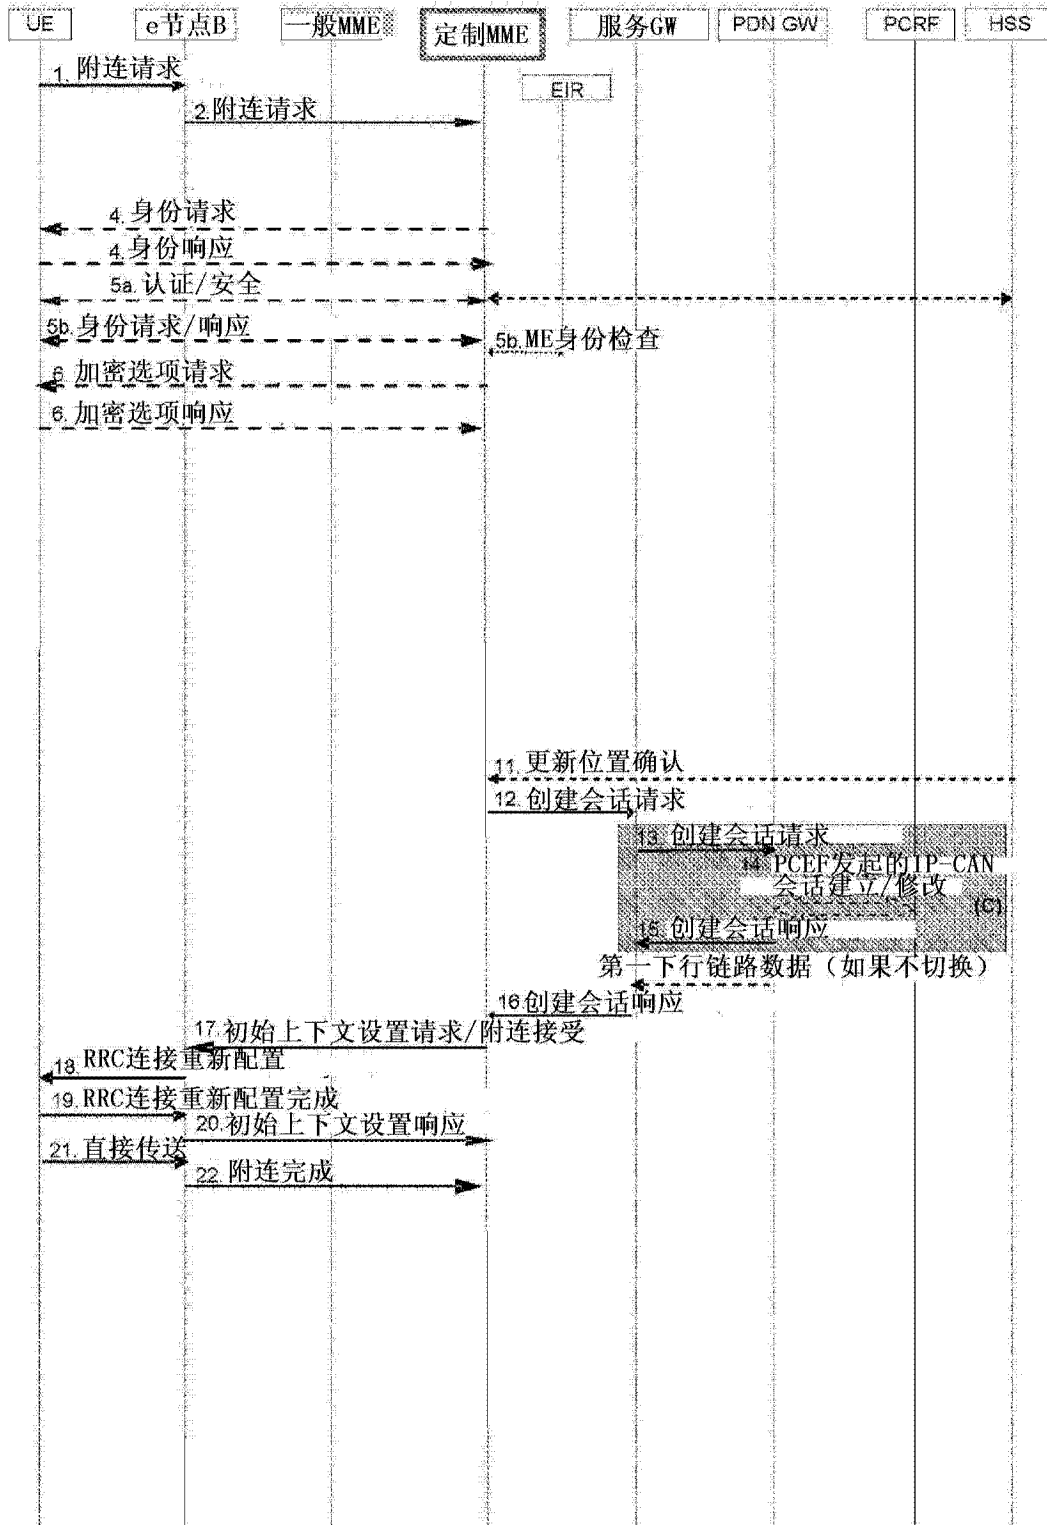 UE
e节点B
一般MME
定制MME
服务GW
PDN GW
PCRF
HSS
EIR
1. 附连请求
2.附连请求
4.身份请求
4.身份响应
5a.认证/安全
5b.身份请求/响应
5b.ME身份检查
6. 加密选项请求
6.加密选项响应
11.更新位置确认
12.创建会话请求
13.创建会话请求
14. PCEF发起的IP-CAN
会话建立/修改
(C)
15.创建会话响应
第一下行链路数据（如果不切换）
16.创建会话响应
17.初始上下文设置请求/附连接受
18.RRC连接重新配置
19.RRC连接重新配置完成
20.初始上下文设置响应
21.直接传送
22.附连完成